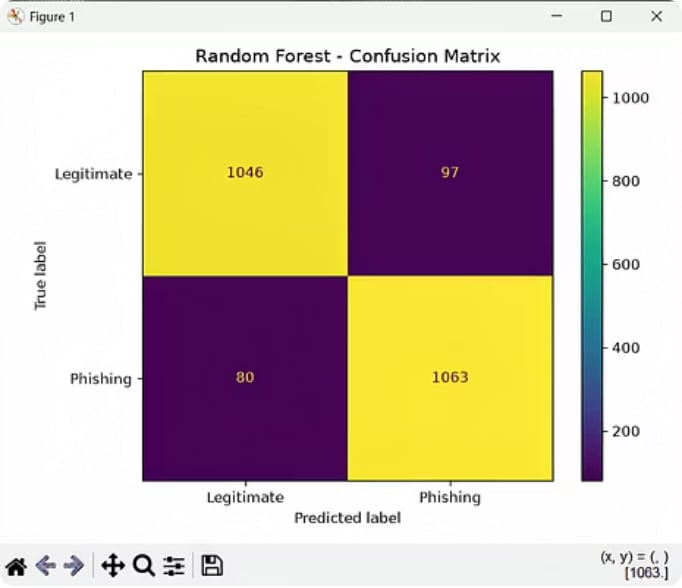 Figure 1
Random Forest - Confusion Matrix
Legitimate
1046
97
Phishing
80
1063
Legitimate
Phishing
Predicted label
True label
1000
800
600
400
200
(x, y) = (, )
[1063.]